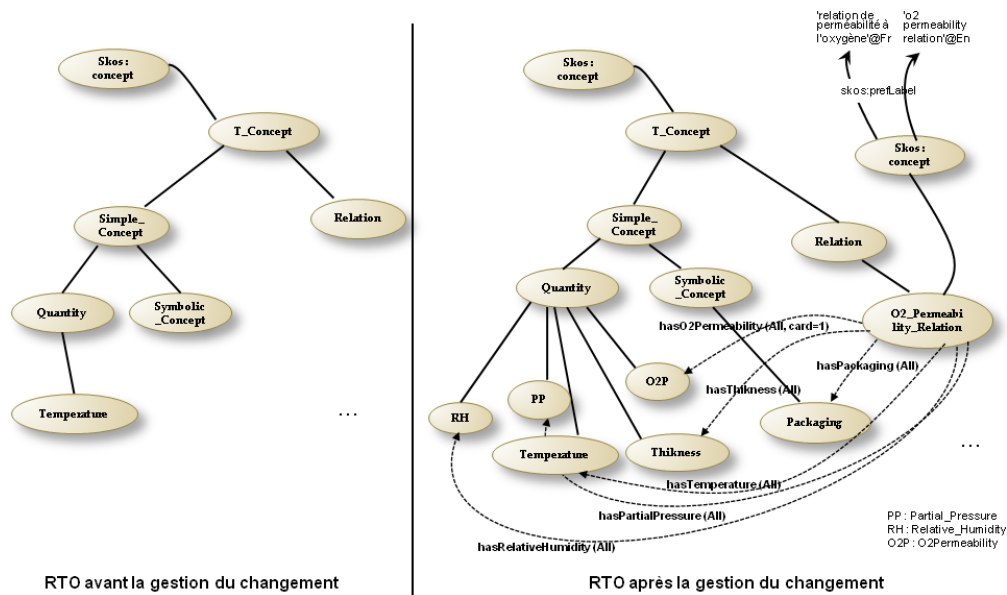 Skos:
concept
T_Concept
Simple_
Concept
Relation
Quantity
Symbolic
_Concept
Temperature
...
RTO avant la gestion du changement
'relation de
perméabilité à
l'oxygène'@Fr
'o2
permeability
relation'@En
skos:prefLabel
Skos:
concept
Skos:
concept
T_Concept
Simple_
Concept
Relation
Quantity
Symbolic
_Concept
O2_Permeabi
lity_Relation
hasO2Permeability (All, card=1)
hasPackaging (All)
hasThikness (All)
O2P
PP
RH
Packaging
Temperature
Thikness
...
hasTemperature (All)
hasPartialPressure (All)
hasRelativeHumidity (All)
PP : Partial_Pressure
RH : Relative_Humidity
O2P : O2Permeability
RTO après la gestion du changement